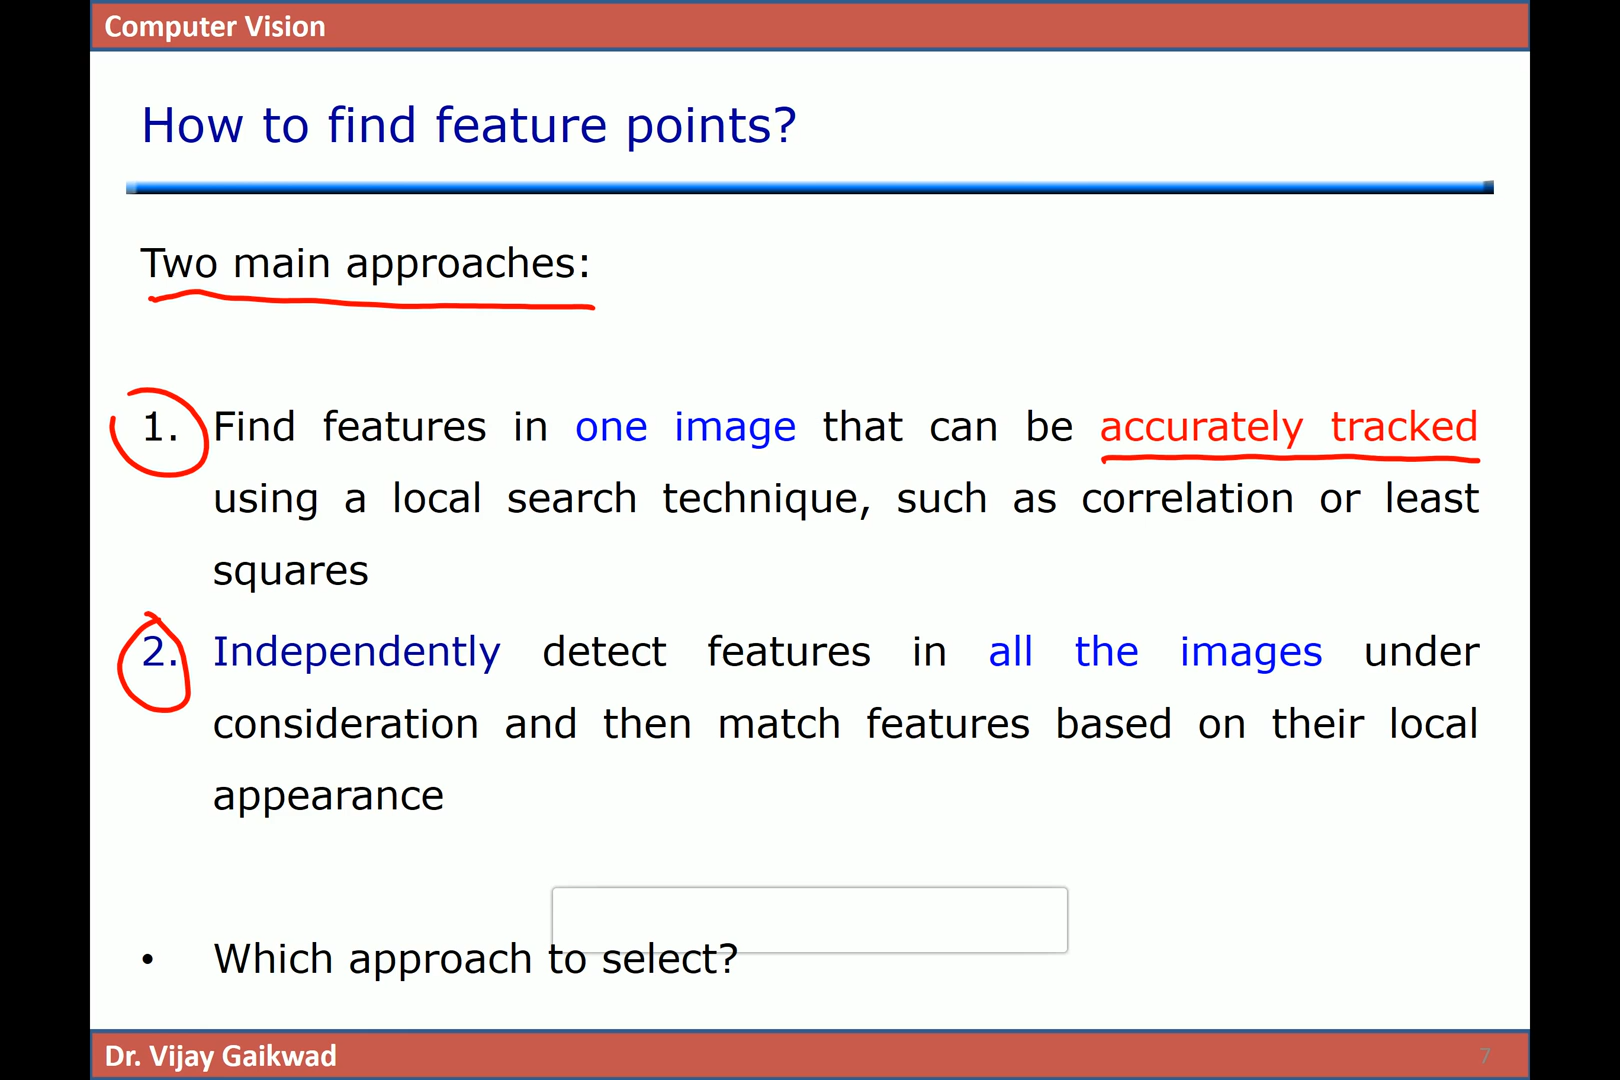 Computer Vision
How to find feature points?
Two main approaches:
1. Find features in one image that can be accurately tracked
using a local search technique, such as correlation or least
squares
2. Independently detect features in all the images under
consideration and then match features based on their local
appearance
• Which approach to select?
Dr. Vijay Gaikwad
7